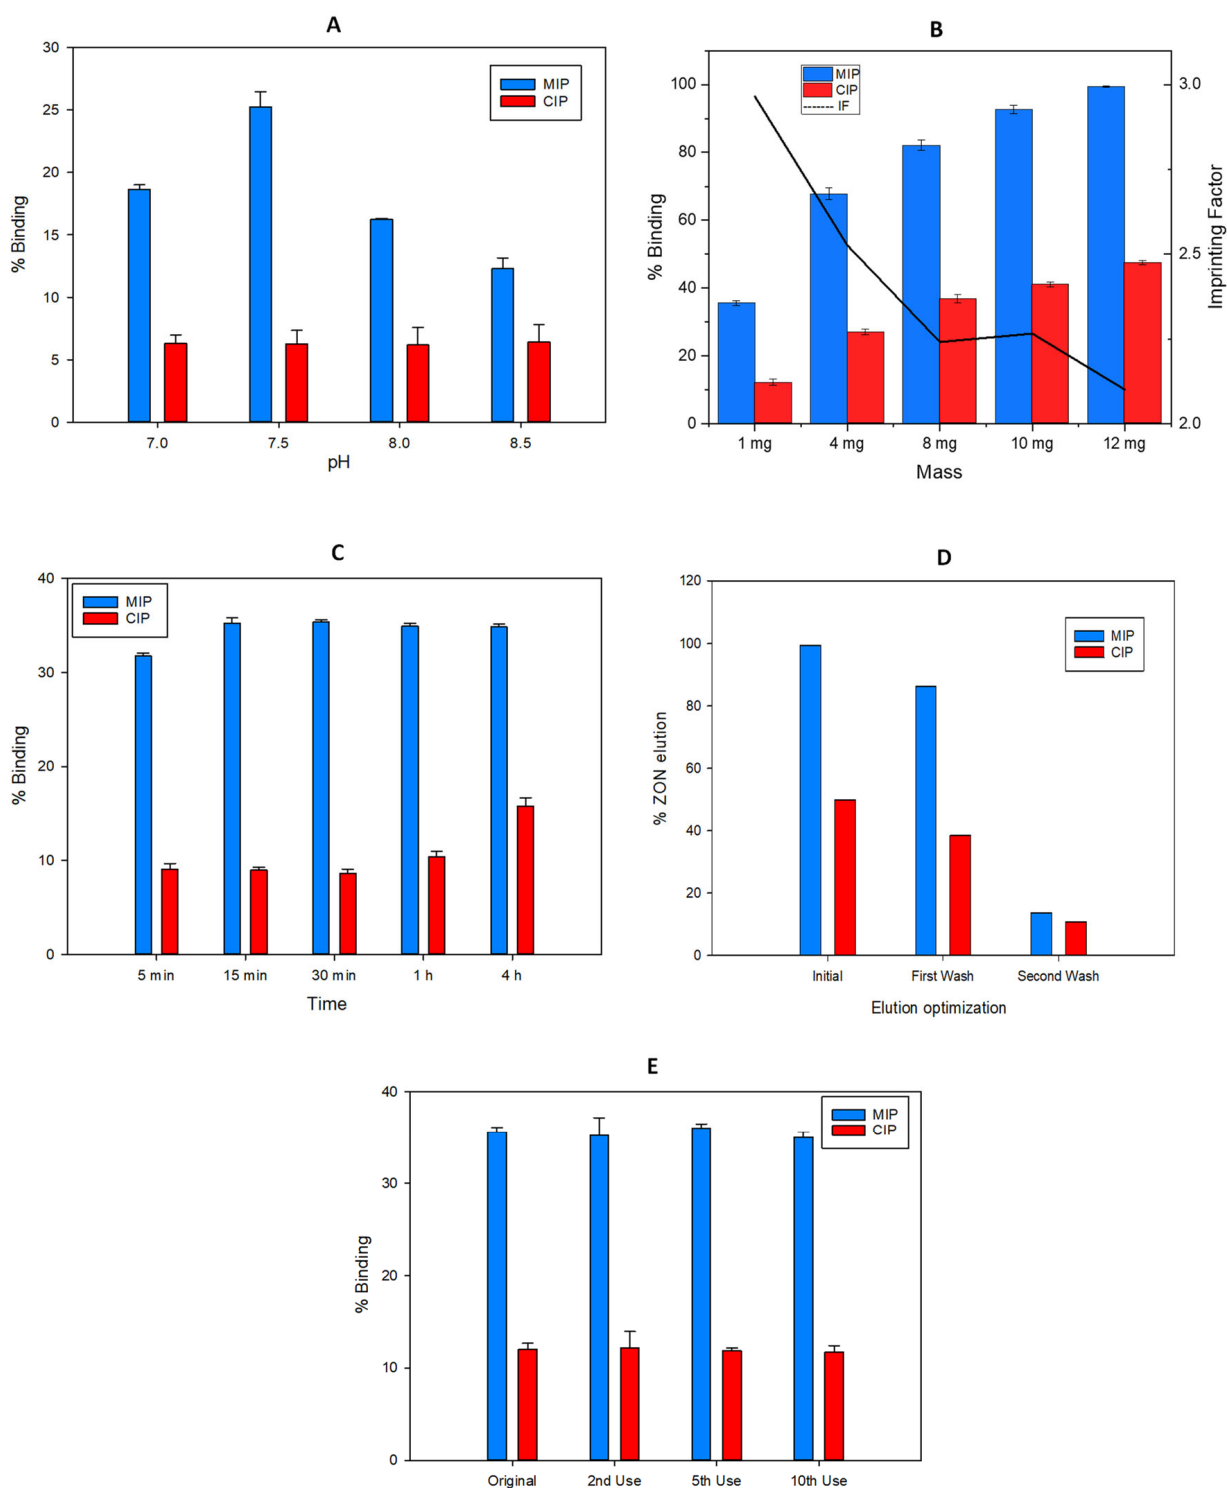 A
30
25
20
15
10
5
0
% Binding
MIP
CIP
7.0 7.5 8.0 8.5
pH
B
100
80
60
40
20
0
% Binding
MIP
CIP
IF
3.0
2.5
2.0
Imprinting Factor
1 mg 4 mg 8 mg 10 mg 12 mg
Mass
C
40
30
20
10
0
% Binding
MIP
CIP
5 min 15 min 30 min 1 h 4 h
Time
D
120
100
80
60
40
20
0
% ZON elution
MIP
CIP
Initial First Wash Second Wash
Elution optimization
E
40
30
20
10
0
% Binding
MIP
CIP
Original 2nd Use 5th Use 10th Use